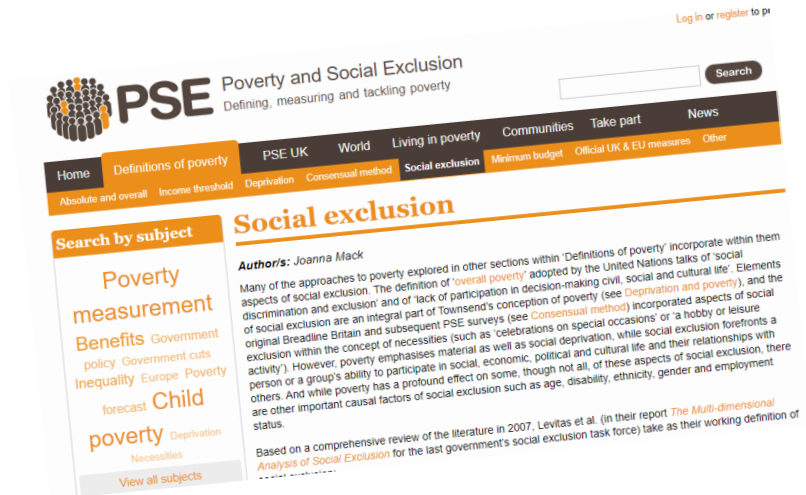 Log in or register to
PSE Poverty and Social Exclusion
Defining, measuring and tackling poverty
Search
Home Definitions of poverty PSE UK World Living in poverty Communities Take part News
Absolute and overall Income threshold Deprivation Consensual method Social exclusion Minimum budget Official UK & EU measures Other
Search by subject
Poverty
measurement
Benefits Government
policy Government cuts
Inequality Europe Poverty
forecast Child
poverty Deprivation
Necessities
View all subjects
Social exclusion
Author/s: Joanna Mack
Many of the approaches to poverty explored in other sections within 'Definitions of poverty' incorporate within them
aspects of social exclusion. The definition of 'overall poverty' adopted by the United Nations talks of 'social
discrimination and exclusion' and of 'lack of participation in decision-making civil, social and cultural life'. Elements
of social exclusion are an integral part of Townsend's conception of poverty (see Deprivation and poverty), and the
original Breadline Britain and subsequent PSE surveys (see Consensual method) incorporated aspects of social
exclusion within the concept of necessities (such as 'celebrations on special occasions' or 'a hobby or leisure
activity'). However, poverty emphasises material as well as social deprivation, while social exclusion forefronts a
person or a group's ability to participate in social, economic, political and cultural life and their relationships with
others. And while poverty has a profound effect on some, though not all, of these aspects of social exclusion, there
are other important causal factors of social exclusion such as age, disability, ethnicity, gender and employment
status.
Based on a comprehensive review of the literature in 2007, Levitas et al. (in their report The Multi-dimensional
Analysis of Social Exclusion for the last government's social exclusion task force) take as their working definition of